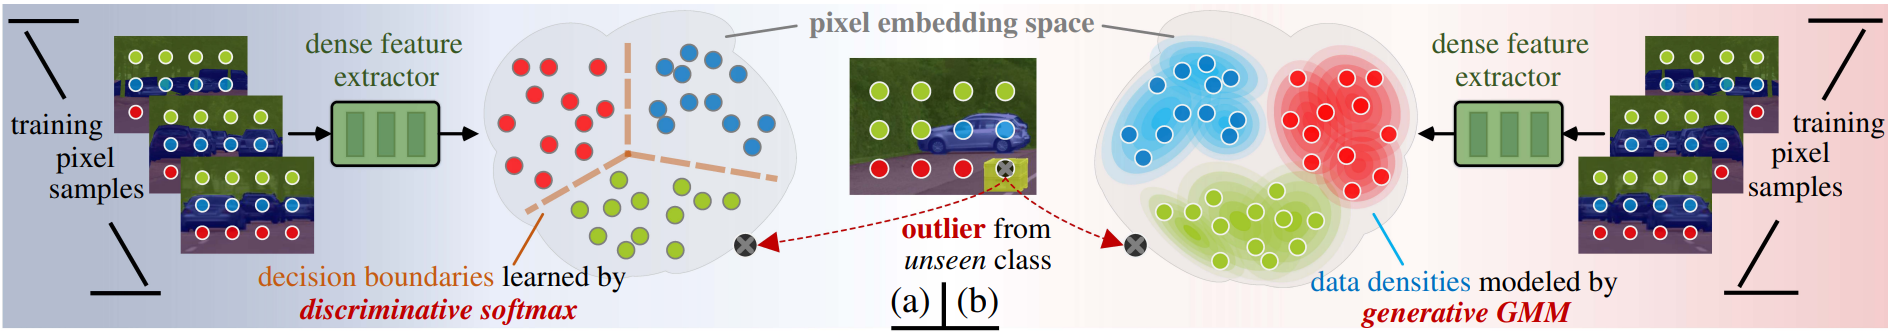 training
pixel
samples
dense feature
extractor
pixel embedding space
decision boundaries learned by
discriminative softmax
outlier from
unseen class
(a) (b)
dense feature
extractor
training
pixel
samples
data densities modeled by
generative GMM